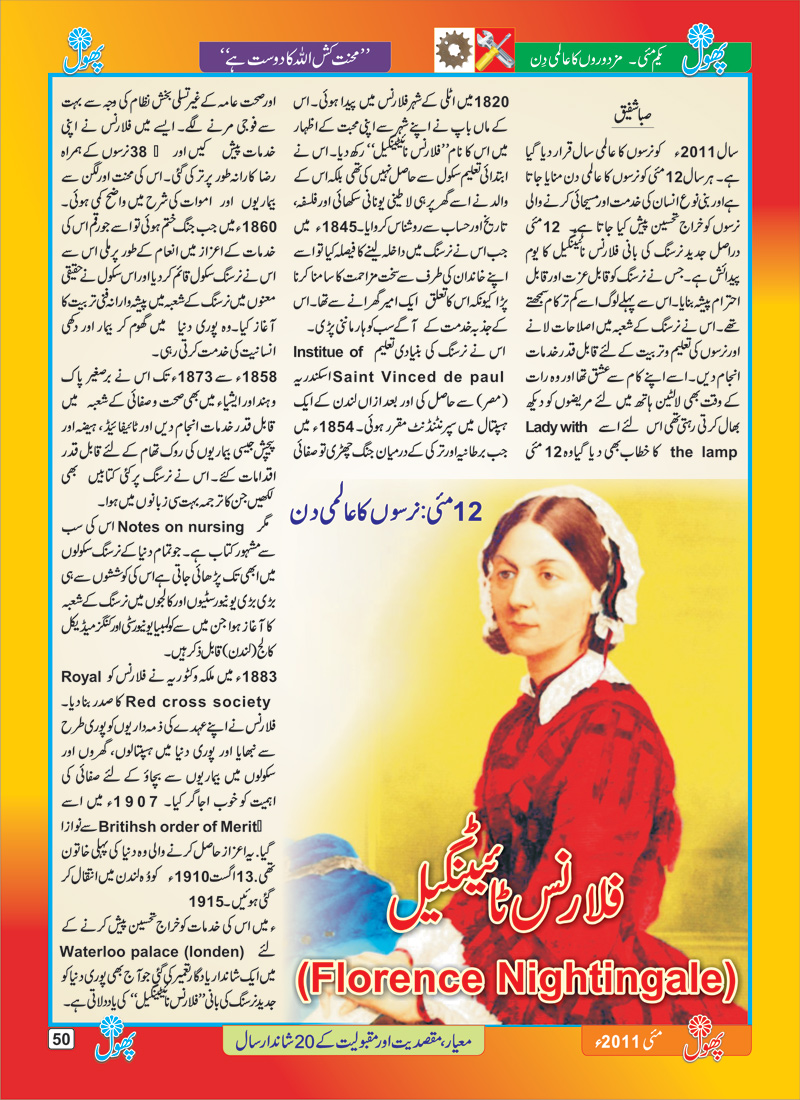 پھول
یکم مئی۔ مزدوروں کا عالمی دِن
’’محنت کش اللہ کا دوست ہے‘‘
پھول
صبا شفیق
سال 2011ء کو نرسوں کا عالمی سال قرار دیا گیا
ہے۔ ہر سال 12 مئی کو نرسوں کا عالمی دن منایا جاتا
ہے اور بنی نوع انسان کی خدمت اور مسیحائی کرنے والی
نرسوں کو خراج تحسین پیش کیا جاتا ہے۔ 12 مئی
دراصل جدید نرسنگ کی بانی فلارنس نائیٹنگیل کا یوم
پیدائش ہے۔ جس نے نرسنگ کو قابل عزت اور قابل
احترام پیشہ بنایا۔ اس سے پہلے لوگ اسے کم تر کام سمجھتے
تھے۔ اس نے نرسنگ کے شعبہ میں اصلاحات لانے
اور نرسوں کی تعلیم و تربیت کے لئے قابل قدر خدمات
انجام دیں۔ اسے اپنے کام سے عشق تھا اور وہ رات
کے وقت بھی لالٹین ہاتھ میں لئے مریضوں کو دیکھ
بھال کرتی رہتی تھی اس لئے اسے Lady with
the lamp کا خطاب بھی دیا گیا وہ 12 مئی
1820 میں اٹلی کے شہر فلارنس میں پیدا ہوئی۔ اس
کے ماں باپ نے اپنے شہر سے اپنی محبت کے اظہار
میں اس کا نام ’’فلارنس نائیٹنگیل‘‘ رکھ دیا۔ اس نے
ابتدائی تعلیم سکول سے حاصل نہیں کی تھی بلکہ اس کے
والد نے اسے گھر پر ہی لاطینی یونانی سکھائی اور فلسفہ،
تاریخ اور حساب سے روشناس کروایا۔ 1845ء میں
جب اس نے نرسنگ میں داخلہ لینے کا فیصلہ کیا تو اسے
اپنے خاندان کی طرف سے سخت مزاحمت کا سامنا کرنا
پڑا کیونکہ اس کا تعلق ایک امیر گھرانے سے تھا۔ اس
کے جذبہ خدمت کے آگے سب کو ہار ماننی پڑی۔
اس نے نرسنگ کی بنیادی تعلیم Institue of
Saint Vinced de paul اسکندریہ
(مصر) سے حاصل کی اور بعد ازاں لندن کے ایک
ہسپتال میں سپرنٹنڈنٹ مقرر ہوئی۔ 1854ء میں
جب برطانیہ اور ترکی کے درمیان جنگ چھڑی تو صفائی
اور صحت عامہ کے غیر تسلی بخش نظام کی وجہ سے بہت
سے فوجی مرنے لگے۔ ایسے میں فلارنس نے اپنی
خدمات پیش کیں اور 38 نرسوں کے ہمراہ
رضا کارانہ طور پر ترکی گئی۔ اس کی محنت اور لگن سے
بیماریوں اور اموات کی شرح میں واضح کمی ہوئی۔
1860ء میں جب جنگ ختم ہوئی تو اسے جو رقم اس کی
خدمات کے اعزاز میں انعام کے طور پر ملی اس سے
اس نے نرسنگ سکول قائم کر دیا اور اس سکول نے حقیقی
معنوں میں نرسنگ کے شعبہ میں پیشہ وارانہ فنی تربیت کا
آغاز کیا۔ وہ پوری دنیا میں گھوم کر بیمار اور دکھی
انسانیت کی خدمت کرتی رہی۔
1858ء سے 1873ء تک اس نے برصغیر پاک
و ہند اور ایشیاء میں بھی صحت و صفائی کے شعبہ میں
قابل قدر خدمات انجام دیں اور ٹائیفائیڈ، ہیضہ اور
پیچش جیسی بیماریوں کی روک تھام کے لئے قابل قدر
اقدامات کئے۔ اس نے نرسنگ پر کئی کتابیں بھی
لکھیں جن کا ترجمہ بہت سی زبانوں میں ہوا۔
مگر Notes on nursing اس کی سب
سے مشہور کتاب ہے۔ جو تمام دنیا کے نرسنگ سکولوں
میں ابھی تک پڑھائی جاتی ہے اس کی کوششوں سے ہی
بڑی بڑی یونیورسٹیوں اور کالجوں میں نرسنگ کے شعبہ
کا آغاز ہوا جن میں سے کولمبیا یونیورسٹی اور کنگز میڈیکل
کالج (لندن) قابل ذکر ہیں۔
1883ء میں ملکہ وکٹوریہ نے فلارنس کو Royal
Red cross society کا صدر بنا دیا۔
فلارنس نے اپنے عہدے کی ذمہ داریوں کو پوری طرح
سے نبھایا اور پوری دنیا میں ہسپتالوں، گھروں اور
سکولوں میں بیماریوں سے بچاؤ کے لئے صفائی کی
اہمیت کو خوب اجاگر کیا۔ 1907ء میں اسے
Britihsh order of Merit سے نوازا
گیا۔ یہ اعزاز حاصل کرنے والی وہ دنیا کی پہلی خاتون
تھی۔ 13 اگست 1910ء کو وہ لندن میں انتقال کر
گئی ہوئیں۔ 1915
ء میں اس کی خدمات کو خراج تحسین پیش کرنے کے
لئے Waterloo palace (londen)
میں ایک شاندار یادگار تعمیر کی گئی جو آج بھی پوری دنیا کو
جدید نرسنگ کی بانی ’’فلارنس نائیٹنگیل‘‘ کی یاد دلاتی ہے۔
12 مئی: نرسوں کا عالمی دن
فلارنس نائیٹنگیل
(Florence Nightingale)
پھول
مئی 2011ء
معیار، مقصدیت اور مقبولیت کے 20 شاندار سال
پھول
50